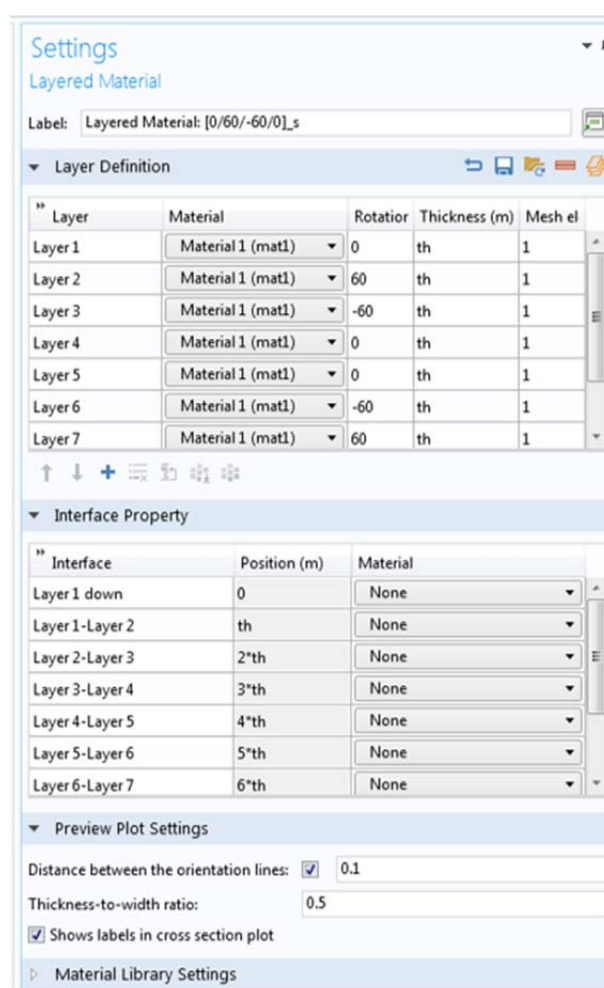 Settings
Layered Material
Label: Layered Material: [0/60/-60/0]_s
Layer Definition
Layer Material Rotation Thickness (m) Mesh el
Layer 1 Material 1 (mat1) 0 th 1
Layer 2 Material 1 (mat1) 60 th 1
Layer 3 Material 1 (mat1) -60 th 1
Layer 4 Material 1 (mat1) 0 th 1
Layer 5 Material 1 (mat1) 0 th 1
Layer 6 Material 1 (mat1) -60 th 1
Layer 7 Material 1 (mat1) 60 th 1
Interface Property
Interface Position (m) Material
Layer 1 down 0 None
Layer 1-Layer 2 th None
Layer 2-Layer 3 2*th None
Layer 3-Layer 4 3*th None
Layer 4-Layer 5 4*th None
Layer 5-Layer 6 5*th None
Layer 6-Layer 7 6*th None
Preview Plot Settings
Distance between the orientation lines: 0.1
Thickness-to-width ratio: 0.5
Shows labels in cross section plot
Material Library Settings